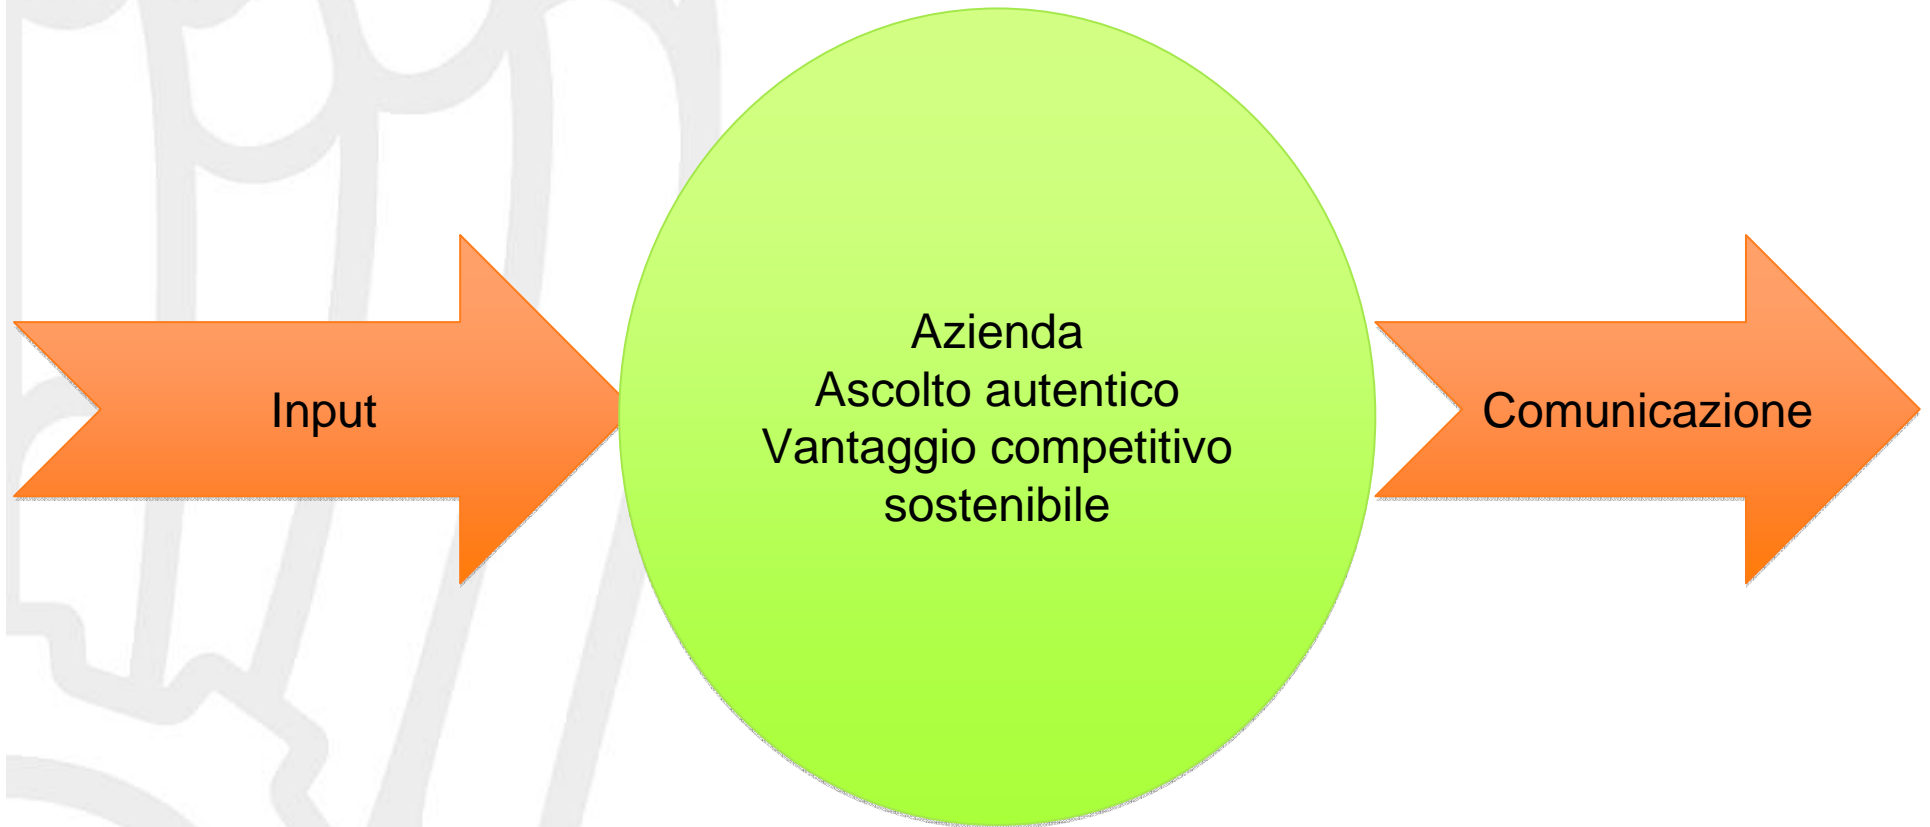 Input
Azienda
Ascolto autentico
Vantaggio competitivo
sostenibile
Comunicazione